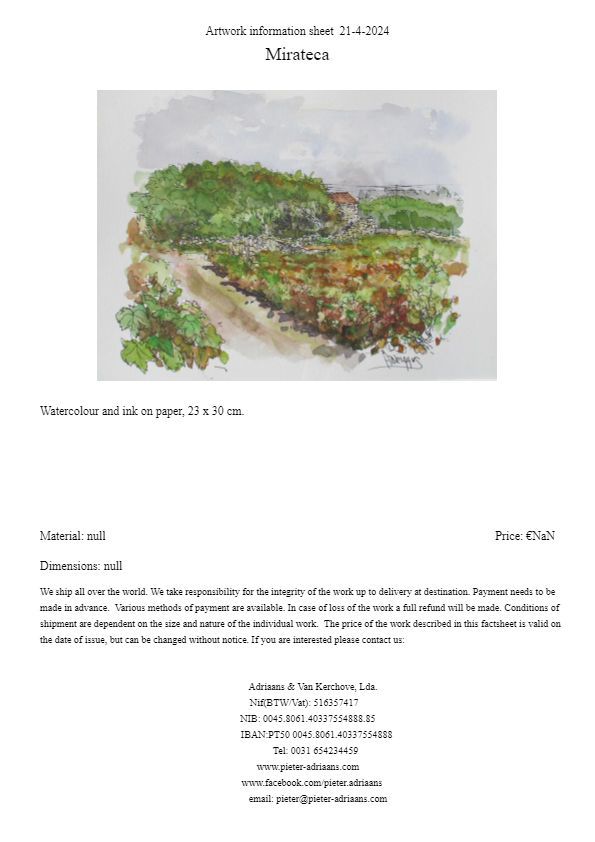 Artwork information sheet  21-4-2024
Mirateca
Watercolour and ink on paper, 23 x 30 cm.
Material: null
Price: €NaN
Dimensions: null
We ship all over the world. We take responsibility for the integrity of the work up to delivery at destination. Payment needs to be
made in advance.  Various methods of payment are available. In case of loss of the work a full refund will be made. Conditions of
shipment are dependent on the size and nature of the individual work.  The price of the work described in this factsheet is valid on
the date of issue, but can be changed without notice. If you are interested please contact us:
Adriaans & Van Kerchove, Lda.
Nif(BTW/Vat): 516357417
NIB: 0045.8061.40337554888.85
IBAN:PT50 0045.8061.40337554888
Tel: 0031 654234459
www.pieter-adriaans.com
www.facebook.com/pieter.adriaans
email: pieter@pieter-adriaans.com